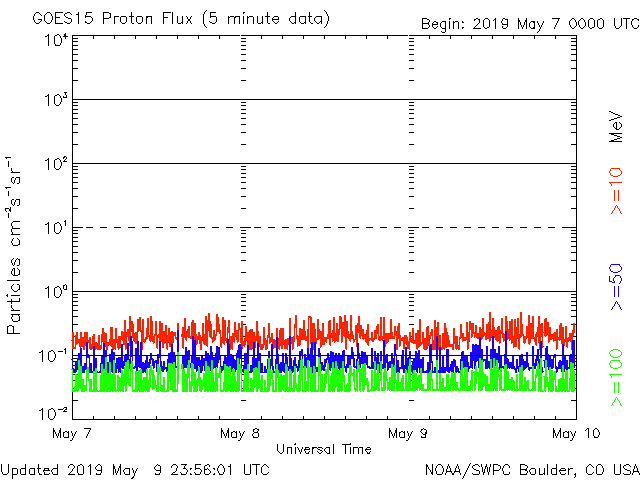 GOES15 Proton Flux (5 minute data)
Begin: 2019 May 7 0000 UTC
10⁴
10³
10²
10¹
10⁰
10⁻¹
10⁻²
Particles cm⁻²s⁻¹sr⁻¹
MeV
>=10
>=50
>=100
May 7
May 8
May 9
May 10
Universal Time
Updated 2019 May  9 23:56:01 UTC
NOAA/SWPC Boulder, CO USA